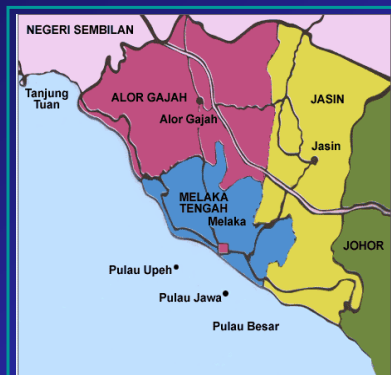 NEGERI SEMBILAN
Tanjung
Tuan
ALOR GAJAH
Alor Gajah
JASIN
Jasin
MELAKA
TENGAH
Melaka
JOHOR
Pulau Upeh
Pulau Jawa
Pulau Besar